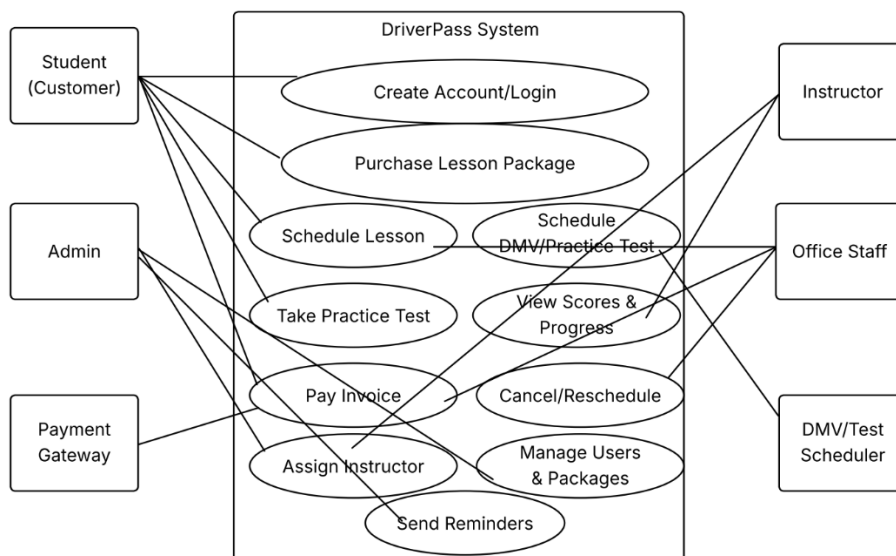 DriverPass System
Student
(Customer)
Create Account/Login
Instructor
Purchase Lesson Package
Admin
Schedule Lesson
Schedule
DMV/Practice Test
Office Staff
Take Practice Test
View Scores &
Progress
Payment
Gateway
Pay Invoice
Cancel/Reschedule
DMV/Test
Scheduler
Assign Instructor
Manage Users
& Packages
Send Reminders